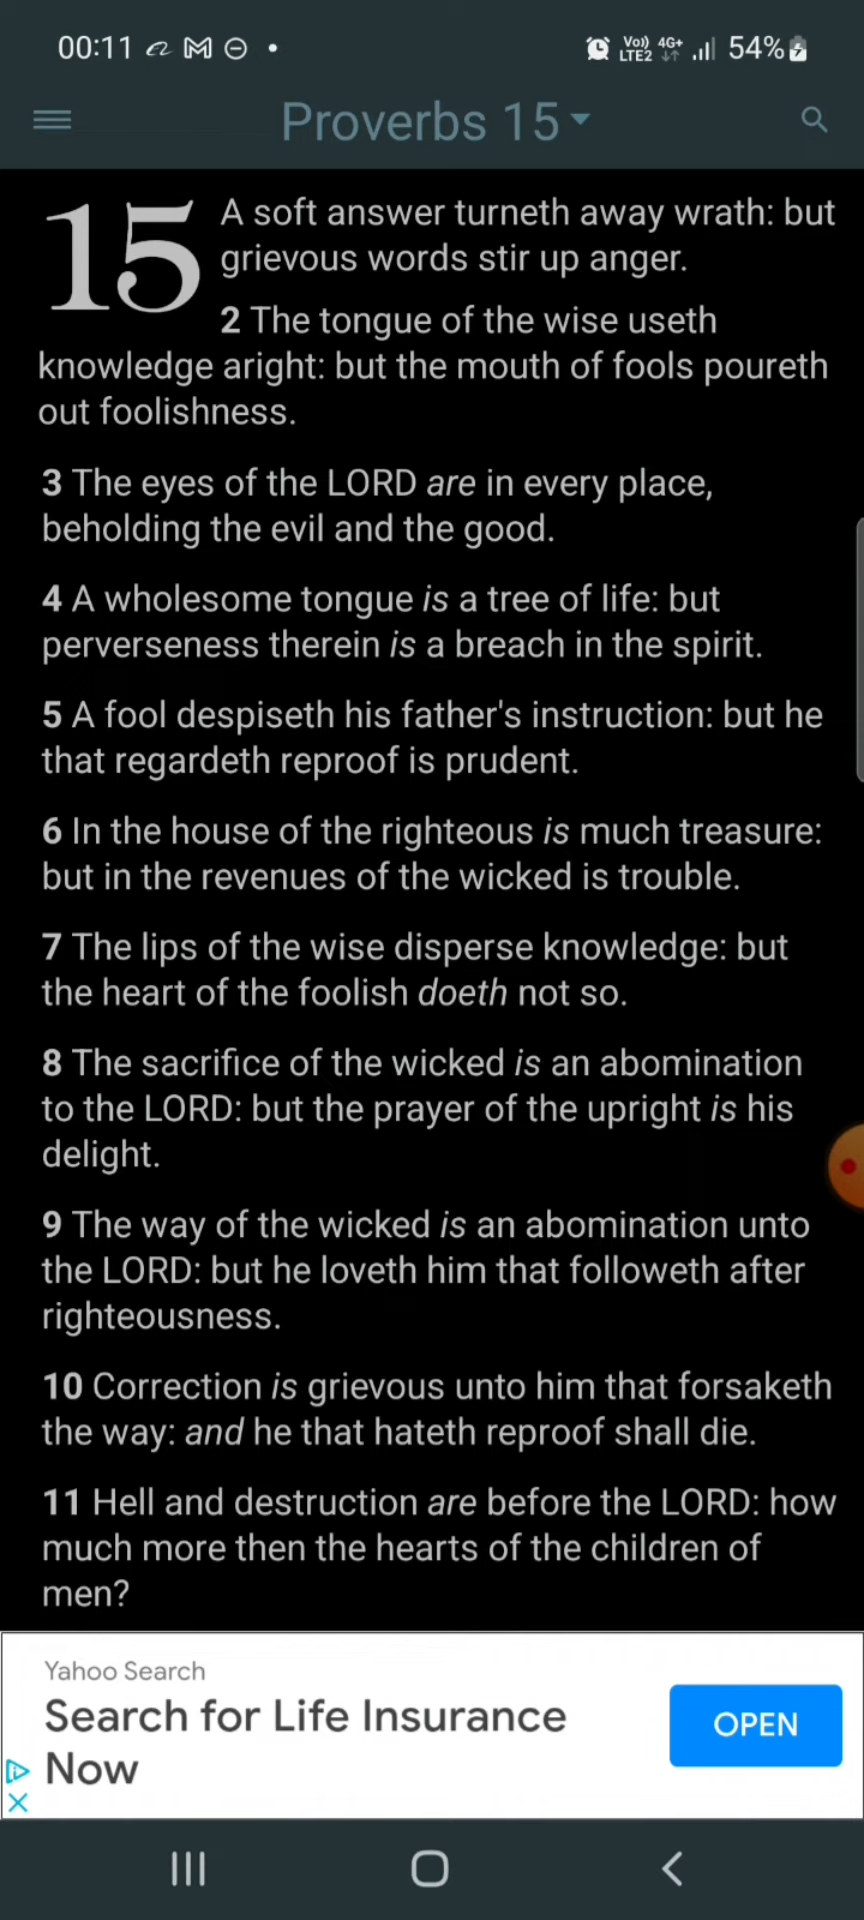 00:11
Vo)) 4G+
LTE2
54%
Proverbs 15
15 A soft answer turneth away wrath: but
grievous words stir up anger.
2 The tongue of the wise useth
knowledge aright: but the mouth of fools poureth
out foolishness.
3 The eyes of the LORD are in every place,
beholding the evil and the good.
4 A wholesome tongue is a tree of life: but
perverseness therein is a breach in the spirit.
5 A fool despiseth his father's instruction: but he
that regardeth reproof is prudent.
6 In the house of the righteous is much treasure:
but in the revenues of the wicked is trouble.
7 The lips of the wise disperse knowledge: but
the heart of the foolish doeth not so.
8 The sacrifice of the wicked is an abomination
to the LORD: but the prayer of the upright is his
delight.
9 The way of the wicked is an abomination unto
the LORD: but he loveth him that followeth after
righteousness.
10 Correction is grievous unto him that forsaketh
the way: and he that hateth reproof shall die.
11 Hell and destruction are before the LORD: how
much more then the hearts of the children of
men?
Yahoo Search
Search for Life Insurance
Now
OPEN